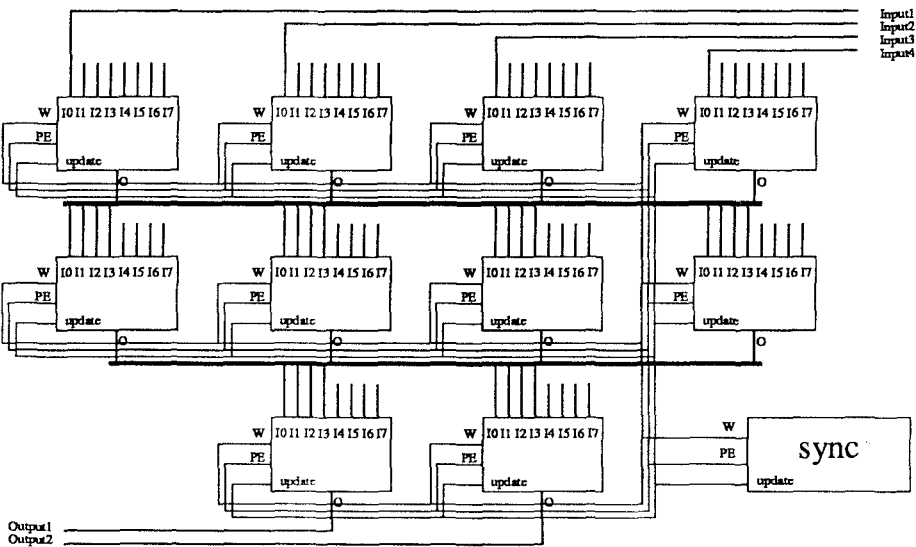 Input1
Input2
Input3
Input4
W I0 I1 I2 I3 I4 I5 I6 I7 W I0 I1 I2 I3 I4 I5 I6 I7 W I0 I1 I2 I3 I4 I5 I6 I7 W I0 I1 I2 I3 I4 I5 I6 I7
PE PE PE PE
update update update update
O O O O
W I0 I1 I2 I3 I4 I5 I6 I7 W I0 I1 I2 I3 I4 I5 I6 I7 W I0 I1 I2 I3 I4 I5 I6 I7 W I0 I1 I2 I3 I4 I5 I6 I7
PE PE PE PE
update update update update
O O O O
W I0 I1 I2 I3 I4 I5 I6 I7 W I0 I1 I2 I3 I4 I5 I6 I7 W
PE PE PE sync
update update update
O O
Output1
Output2